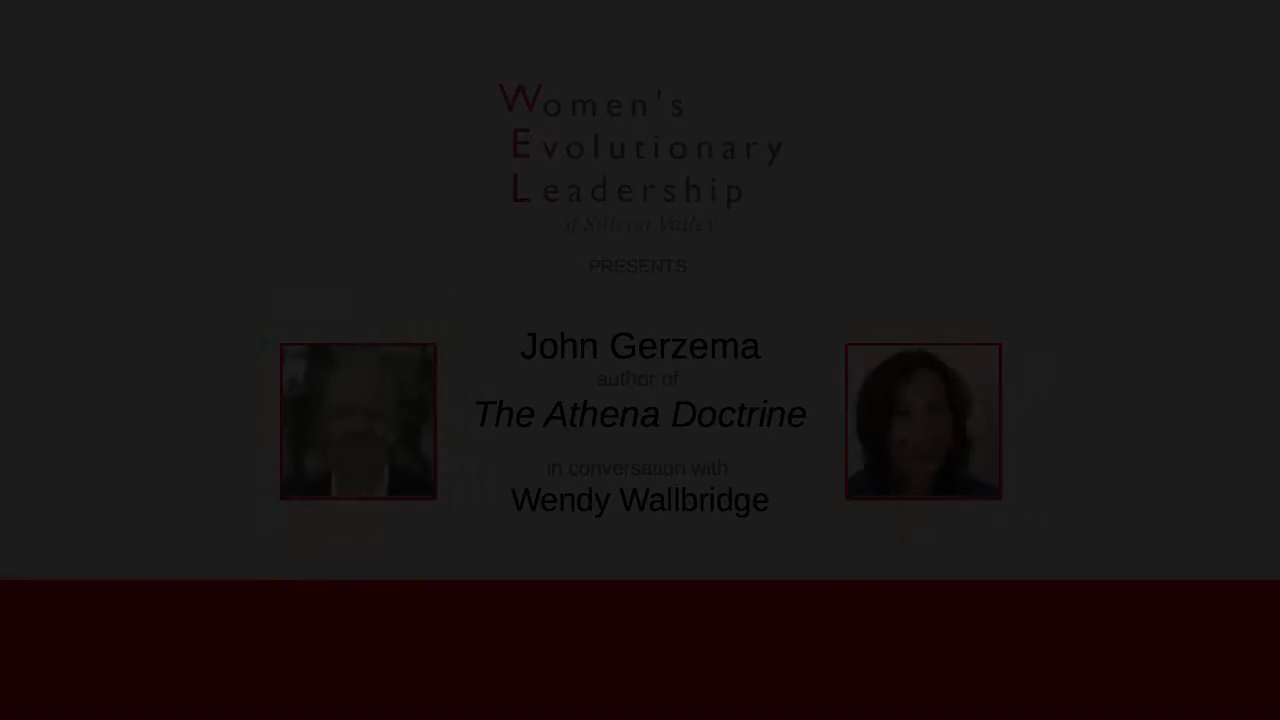 Women's
Evolutionary
Leadership
of Silicon Valley
PRESENTS
John Gerzema
author of
The Athena Doctrine
in conversation with
Wendy Wallbridge